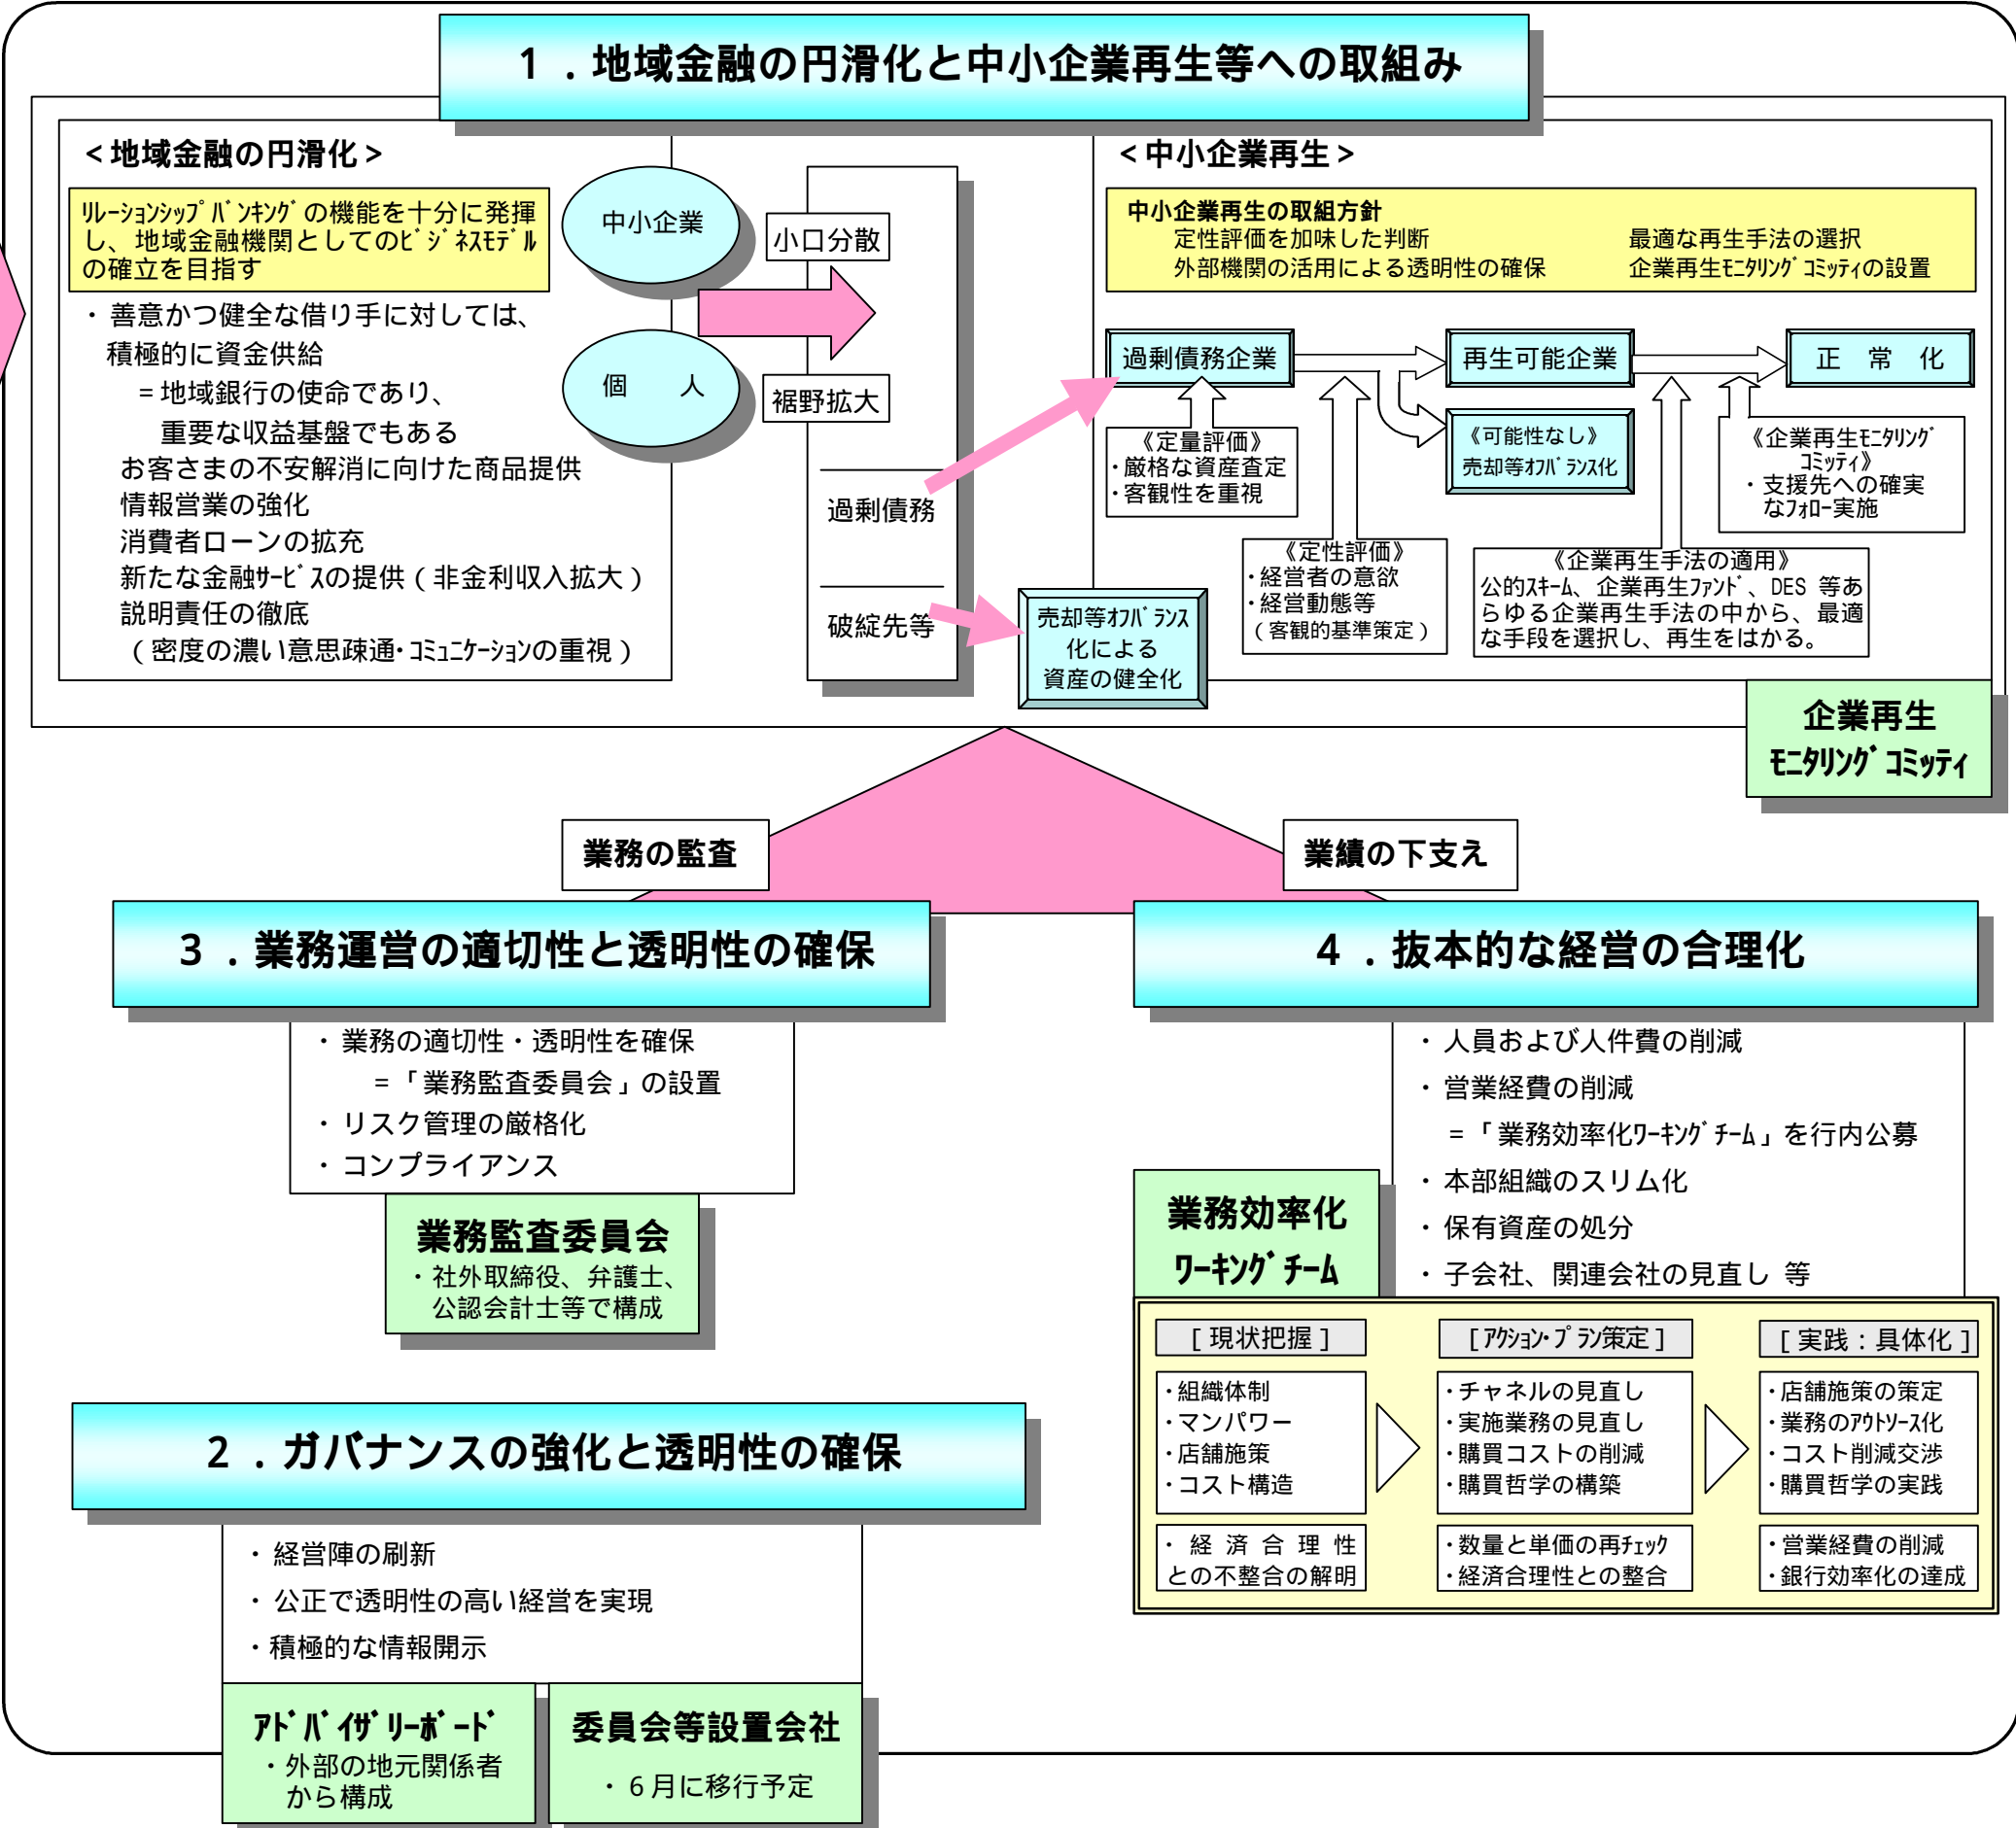 １．地域金融の円滑化と中小企業再生等への取組み
＜地域金融の円滑化＞
ﾘﾚｰｼｮﾝｼｯﾌﾟﾊﾞﾝｷﾝｸﾞの機能を十分に発揮
し、地域金融機関としてのﾋﾞｼﾞﾈｽﾓﾃﾞﾙ
の確立を目指す
・善意かつ健全な借り手に対しては、
積極的に資金供給
＝地域銀行の使命であり、
重要な収益基盤でもある
お客さまの不安解消に向けた商品提供
情報営業の強化
消費者ローンの拡充
新たな金融ｻｰﾋﾞｽの提供（非金利収入拡大）
説明責任の徹底
（密度の濃い意思疎通･ｺﾐｭﾆｹｰｼｮﾝの重視）
中小企業
個　人
小口分散
裾野拡大
過剰債務
破綻先等
売却等ｵﾌﾊﾞﾗﾝｽ
化による
資産の健全化
＜中小企業再生＞
中小企業再生の取組方針
定性評価を加味した判断　最適な再生手法の選択
外部機関の活用による透明性の確保　企業再生ﾓﾆﾀﾘﾝｸﾞｺﾐｯﾃｨの設置
過剰債務企業
再生可能企業
正　常　化
《可能性なし》
売却等ｵﾌﾊﾞﾗﾝｽ化
《定量評価》
・厳格な資産査定
・客観性を重視
《定性評価》
・経営者の意欲
・経営動態等
（客観的基準策定）
《企業再生ﾓﾆﾀﾘﾝｸﾞ
ｺﾐｯﾃｨ》
・支援先への確実
なﾌｫﾛｰ実施
《企業再生手法の適用》
公的ｽｷｰﾑ、企業再生ﾌｧﾝﾄﾞ、DES 等あ
らゆる企業再生手法の中から、最適
な手段を選択し、再生をはかる。
企業再生
ﾓﾆﾀﾘﾝｸﾞｺﾐｯﾃｨ
業務の監査
業績の下支え
３．業務運営の適切性と透明性の確保
・業務の適切性・透明性を確保
＝「業務監査委員会」の設置
・リスク管理の厳格化
・コンプライアンス
業務監査委員会
・社外取締役、弁護士、
公認会計士等で構成
４．抜本的な経営の合理化
・人員および人件費の削減
・営業経費の削減
＝「業務効率化ﾜｰｷﾝｸﾞﾁｰﾑ」を行内公募
・本部組織のスリム化
・保有資産の処分
・子会社、関連会社の見直し 等
業務効率化
ﾜｰｷﾝｸﾞﾁｰﾑ
［現状把握］
・組織体制
・マンパワー
・店舗施策
・コスト構造
・経済合理性
との不整合の解明
［ｱｸｼｮﾝ･ﾌﾟﾗﾝ策定］
・チャネルの見直し
・実施業務の見直し
・購買コストの削減
・購買哲学の構築
・数量と単価の再ﾁｪｯｸ
・経済合理性との整合
［実践：具体化］
・店舗施策の策定
・業務のｱｳﾄｿｰｽ化
・コスト削減交渉
・購買哲学の実践
・営業経費の削減
・銀行効率化の達成
２．ガバナンスの強化と透明性の確保
・経営陣の刷新
・公正で透明性の高い経営を実現
・積極的な情報開示
ｱﾄﾞﾊﾞｲｻﾞﾘｰﾎﾞｰﾄﾞ
・外部の地元関係者
から構成
委員会等設置会社
・６月に移行予定